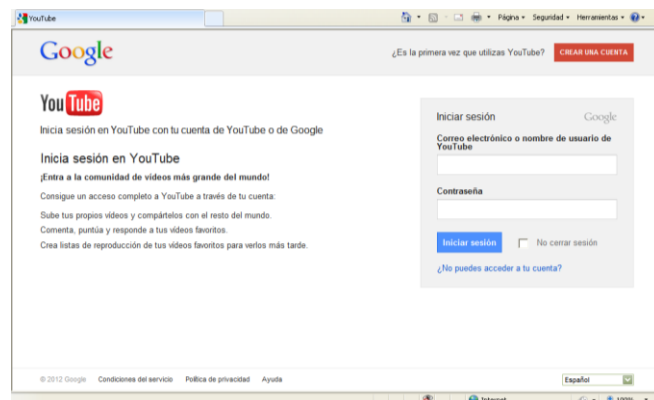 YouTube
Página
Seguridad
Herramientas
Google
¿Es la primera vez que utilizas YouTube?
CREAR UNA CUENTA
You Tube
Inicia sesión en YouTube con tu cuenta de YouTube o de Google
Inicia sesión en YouTube
¡Entra a la comunidad de vídeos más grande del mundo!
Consigue un acceso completo a YouTube a través de tu cuenta:
Sube tus propios vídeos y compártelos con el resto del mundo.
Comenta, puntúa y responde a tus vídeos favoritos.
Crea listas de reproducción de tus vídeos favoritos para verlos más tarde.
Iniciar sesión
Google
Correo electrónico o nombre de usuario de
YouTube
Contraseña
Iniciar sesión
No cerrar sesión
¿No puedes acceder a tu cuenta?
© 2012 Google
Condiciones del servicio
Política de privacidad
Ayuda
Español
Internet
100%